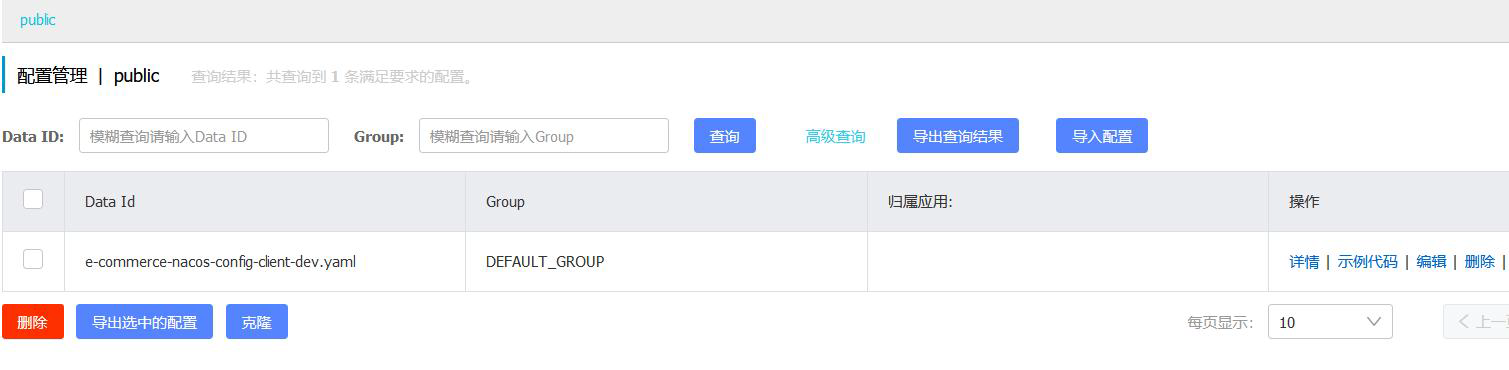 public
配置管理 | public 查询结果：共查询到 1 条满足要求的配置。
Data ID: 模糊查询请输入Data ID Group: 模糊查询请输入Group 查询 高级查询 导出查询结果 导入配置
Data Id Group 归属应用: 操作
e-commerce-nacos-config-client-dev.yaml DEFAULT_GROUP 详情 | 示例代码 | 编辑 | 删除 |
删除 导出选中的配置 克隆 每页显示: 10 上一